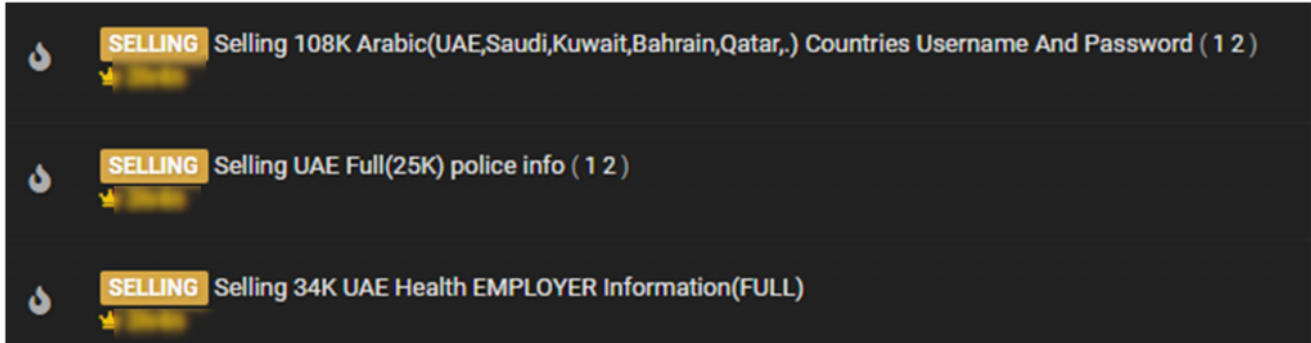 SELLING Selling 108K Arabic(UAE,Saudi,Kuwait,Bahrain,Qatar,.) Countries Username And Password ( 1 2 )
SELLING Selling UAE Full(25K) police info ( 1 2 )
SELLING Selling 34K UAE Health EMPLOYER Information(FULL)